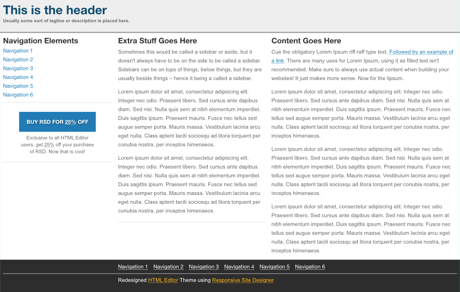 This is the header
Usually some sort of tagline or description is placed here.
Navigation Elements
Navigation 1
Navigation 2
Navigation 3
Navigation 4
Navigation 5
Navigation 6
BUY RSD FOR 25% OFF
Exclusive to all HTML Editor
users, get 25% off your purchase
of RSD. Now that is cool!
Extra Stuff Goes Here
Sometimes this would be called a sidebar or aside, but it
doesn't always have to be on the side to be called a sidebar.
Sidebars can be on tops of things, below things, but they are
usually beside things – hence it being a called a sidebar.
Lorem ipsum dolor sit amet, consectetur adipiscing elit.
Integer nec odio. Praesent libero. Sed cursus ante dapibus
diam. Sed nisi. Nulla quis sem at nibh elementum imperdiet.
Duis sagittis ipsum. Praesent mauris. Fusce nec tellus sed
augue semper porta. Mauris massa. Vestibulum lacinia arcu
eget nulla. Class aptent taciti sociosqu ad litora torquent per
conubia nostra, per inceptos himenaeos.
Lorem ipsum dolor sit amet, consectetur adipiscing elit.
Integer nec odio. Praesent libero. Sed cursus ante dapibus
diam. Sed nisi. Nulla quis sem at nibh elementum imperdiet.
Duis sagittis ipsum. Praesent mauris. Fusce nec tellus sed
augue semper porta. Mauris massa. Vestibulum lacinia arcu
eget nulla. Class aptent taciti sociosqu ad litora torquent per
conubia nostra, per inceptos himenaeos.
Content Goes Here
Cue the obligatory Lorem Ipsum riff-raff type text. Followed by an example of
a link. There are many uses for Lorem Ipsum, using it as filled text isn't
recommended. Make sure to always use actual content when building your
websites! It just makes more sense. Now for the Ipsum.
Lorem ipsum dolor sit amet, consectetur adipiscing elit. Integer nec odio.
Praesent libero. Sed cursus ante dapibus diam. Sed nisi. Nulla quis sem at
nibh elementum imperdiet. Duis sagittis ipsum. Praesent mauris. Fusce nec
tellus sed augue semper porta. Mauris massa. Vestibulum lacinia arcu eget
nulla. Class aptent taciti sociosqu ad litora torquent per conubia nostra, per
inceptos himenaeos.
Lorem ipsum dolor sit amet, consectetur adipiscing elit. Integer nec odio.
Praesent libero. Sed cursus ante dapibus diam. Sed nisi. Nulla quis sem at
nibh elementum imperdiet. Duis sagittis ipsum. Praesent mauris. Fusce nec
tellus sed augue semper porta. Mauris massa. Vestibulum lacinia arcu eget
nulla. Class aptent taciti sociosqu ad litora torquent per conubia nostra, per
inceptos himenaeos.
Lorem ipsum dolor sit amet, consectetur adipiscing elit. Integer nec odio.
Praesent libero. Sed cursus ante dapibus diam. Sed nisi. Nulla quis sem at
nibh elementum imperdiet. Duis sagittis ipsum. Praesent mauris. Fusce nec
tellus sed augue semper porta. Mauris massa. Vestibulum lacinia arcu eget
nulla. Class aptent taciti sociosqu ad litora torquent per conubia nostra,
per inceptos himenaeos.
Navigation 1 Navigation 2 Navigation 3 Navigation 4 Navigation 5 Navigation 6
Redesigned HTML Editor Theme using Responsive Site Designer